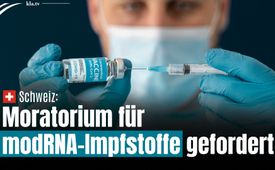 kla.tv
Schweiz:
Moratorium für
modRNA-Impfstoffe gefordert